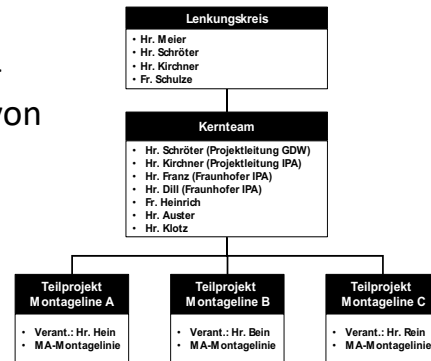 von
Lenkungskreis
• Hr. Meier
• Hr. Schröter
• Hr. Kirchner
• Fr. Schulze
Kernteam
• Hr. Schröter (Projektleitung GDW)
• Hr. Kirchner (Projektleitung IPA)
• Hr. Franz (Fraunhofer IPA)
• Hr. Dill (Fraunhofer IPA)
• Fr. Heinrich
• Hr. Auster
• Hr. Klotz
Teilprojekt
Montageline A
• Verant.: Hr. Hein
• MA-Montagelinie
Teilprojekt
Montageline B
• Verant.: Hr. Bein
• MA-Montagelinie
Teilprojekt
Montageline C
• Verant.: Hr. Rein
• MA-Montagelinie